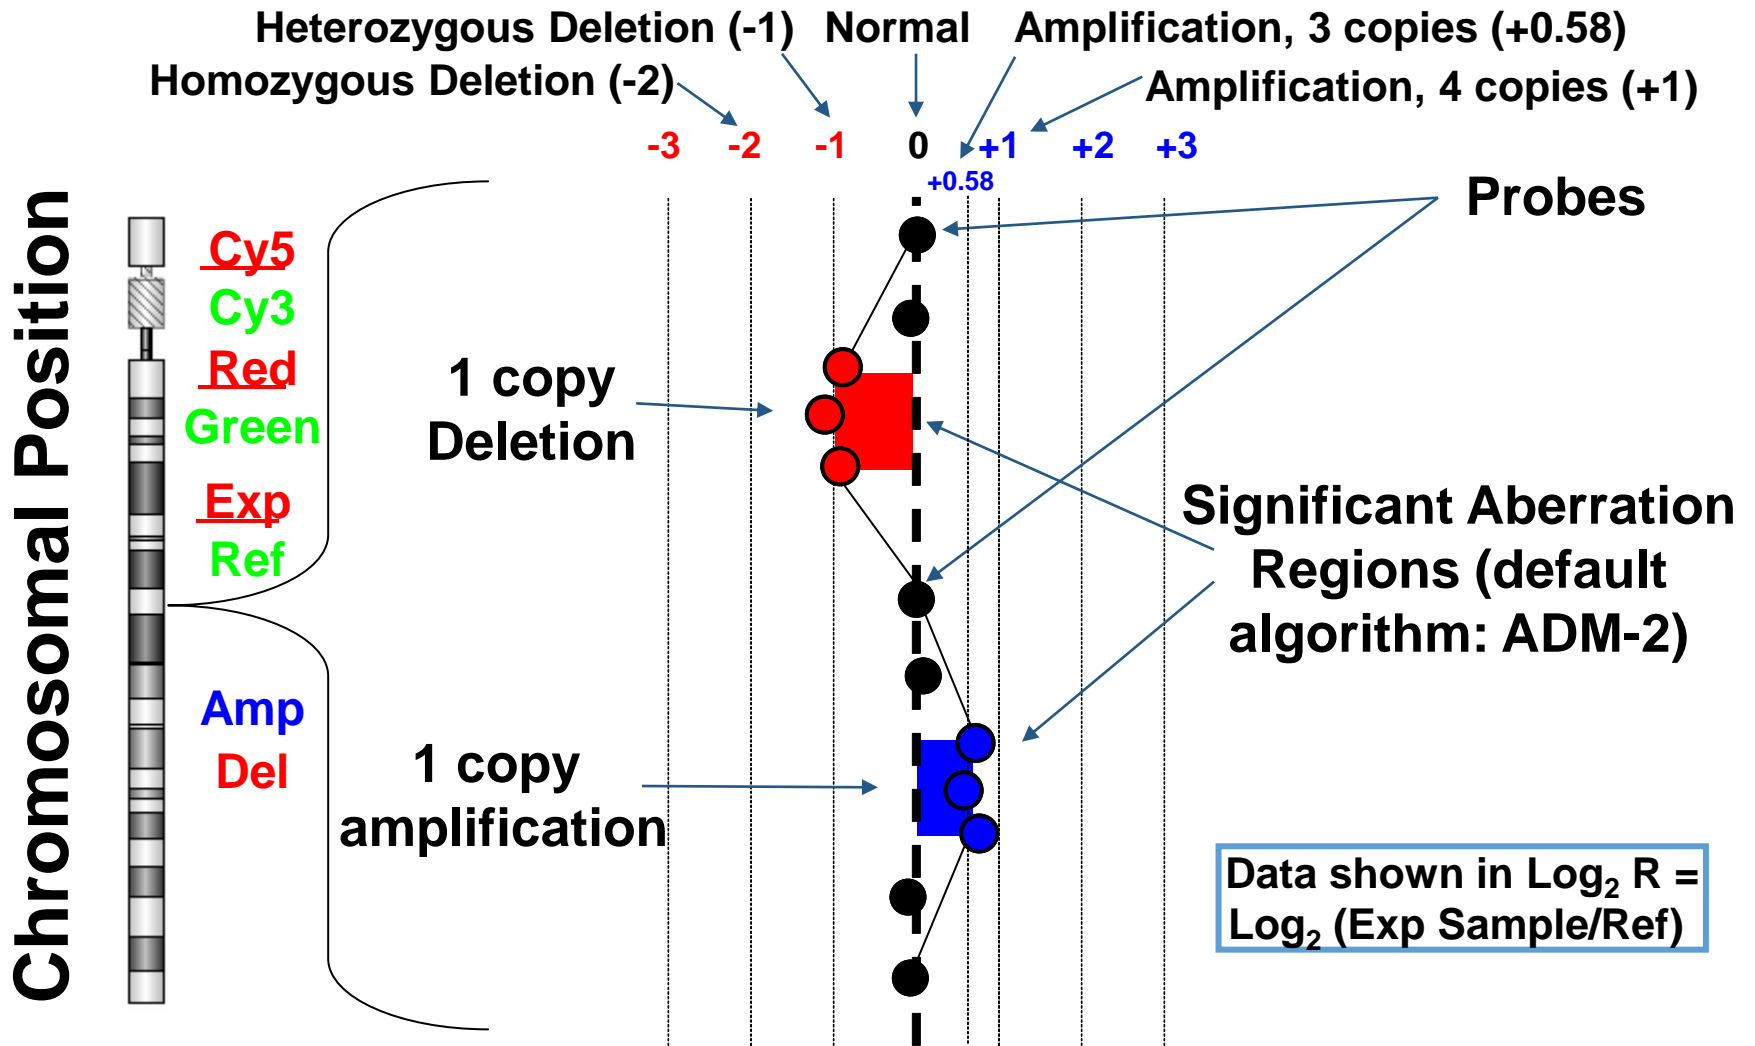 Heterozygous Deletion (-1)
Normal
Amplification, 3 copies (+0.58)
Homozygous Deletion (-2)
Amplification, 4 copies (+1)
-3
-2
-1
0
+1
+2
+3
+0.58
Probes
Chromosomal Position
Cy5
Cy3
Red
Green
Exp
Ref
1 copy
Deletion
Significant Aberration
Regions (default
algorithm: ADM-2)
Amp
Del
1 copy
amplification
Data shown in Log₂ R =
Log₂ (Exp Sample/Ref)